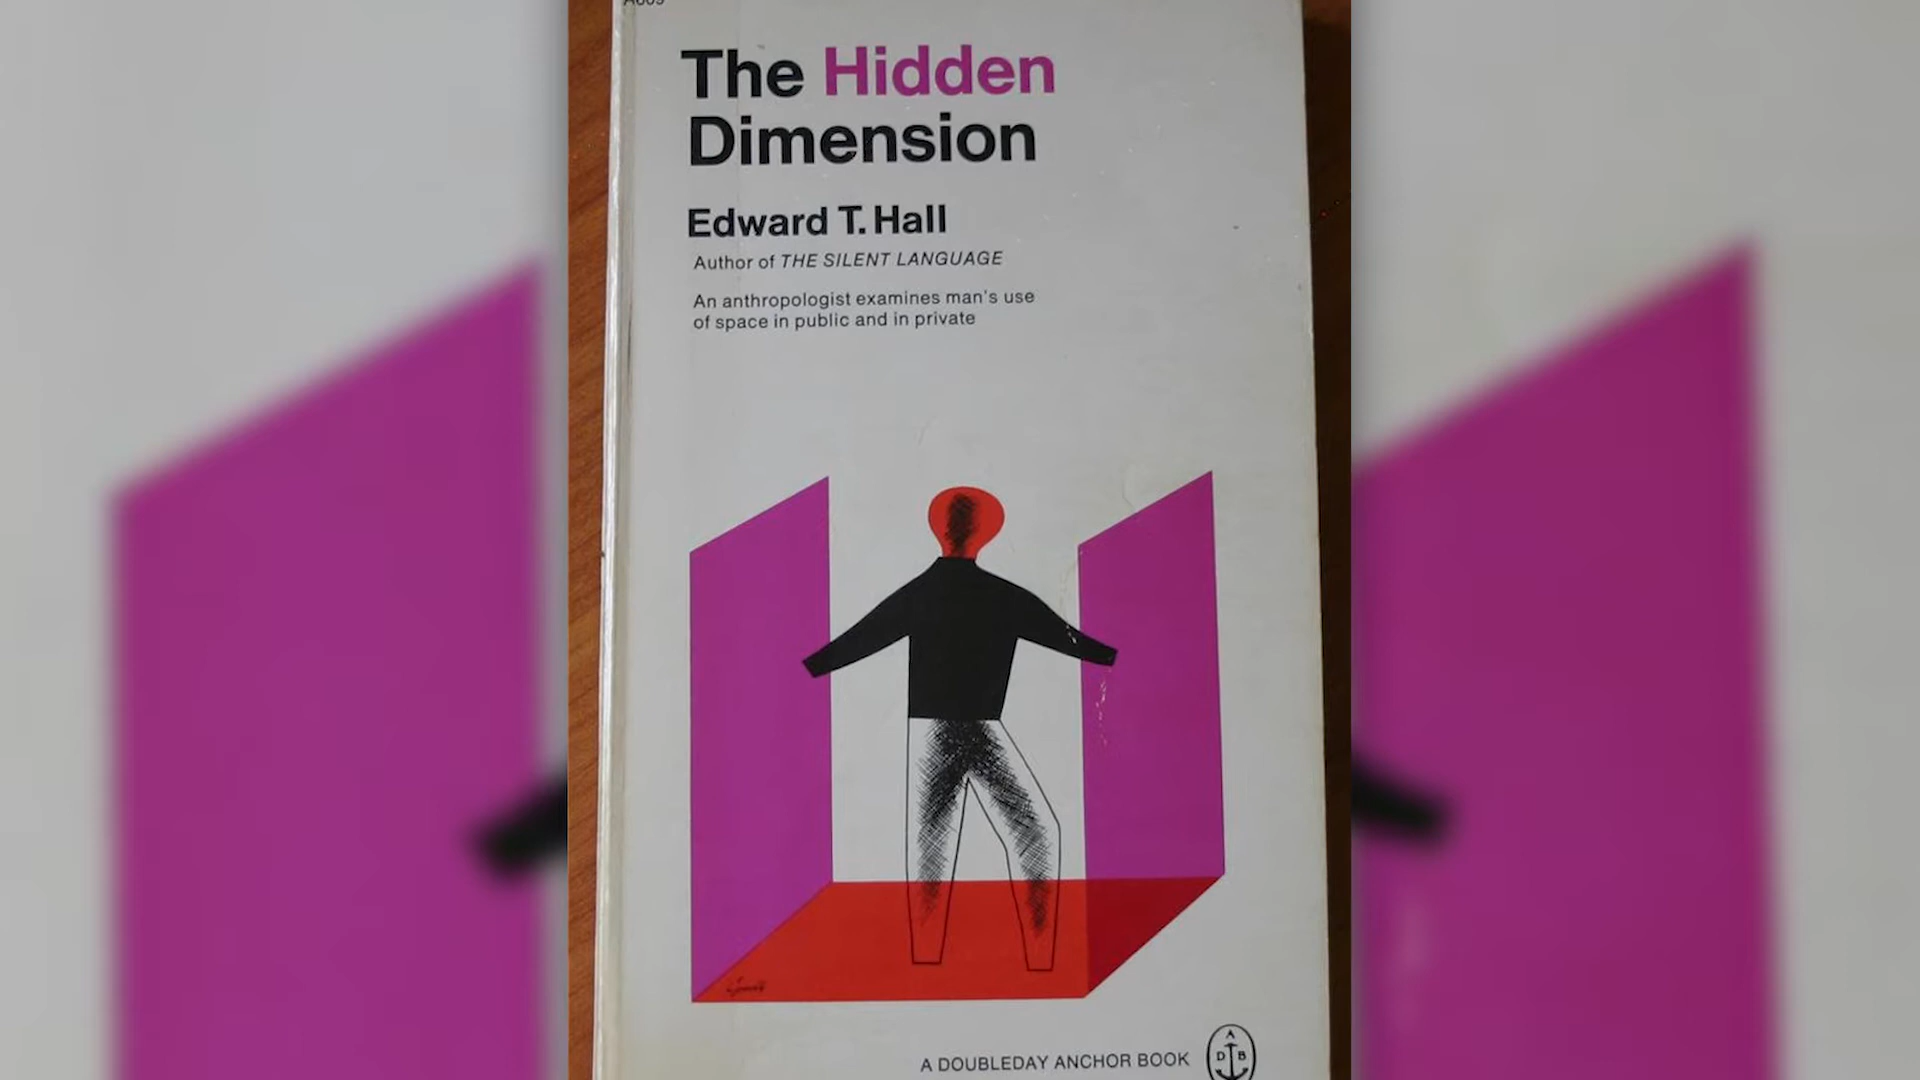 A609
The Hidden
Dimension
Edward T. Hall
Author of THE SILENT LANGUAGE
An anthropologist examines man's use
of space in public and in private
A DOUBLEDAY ANCHOR BOOK
A
D B